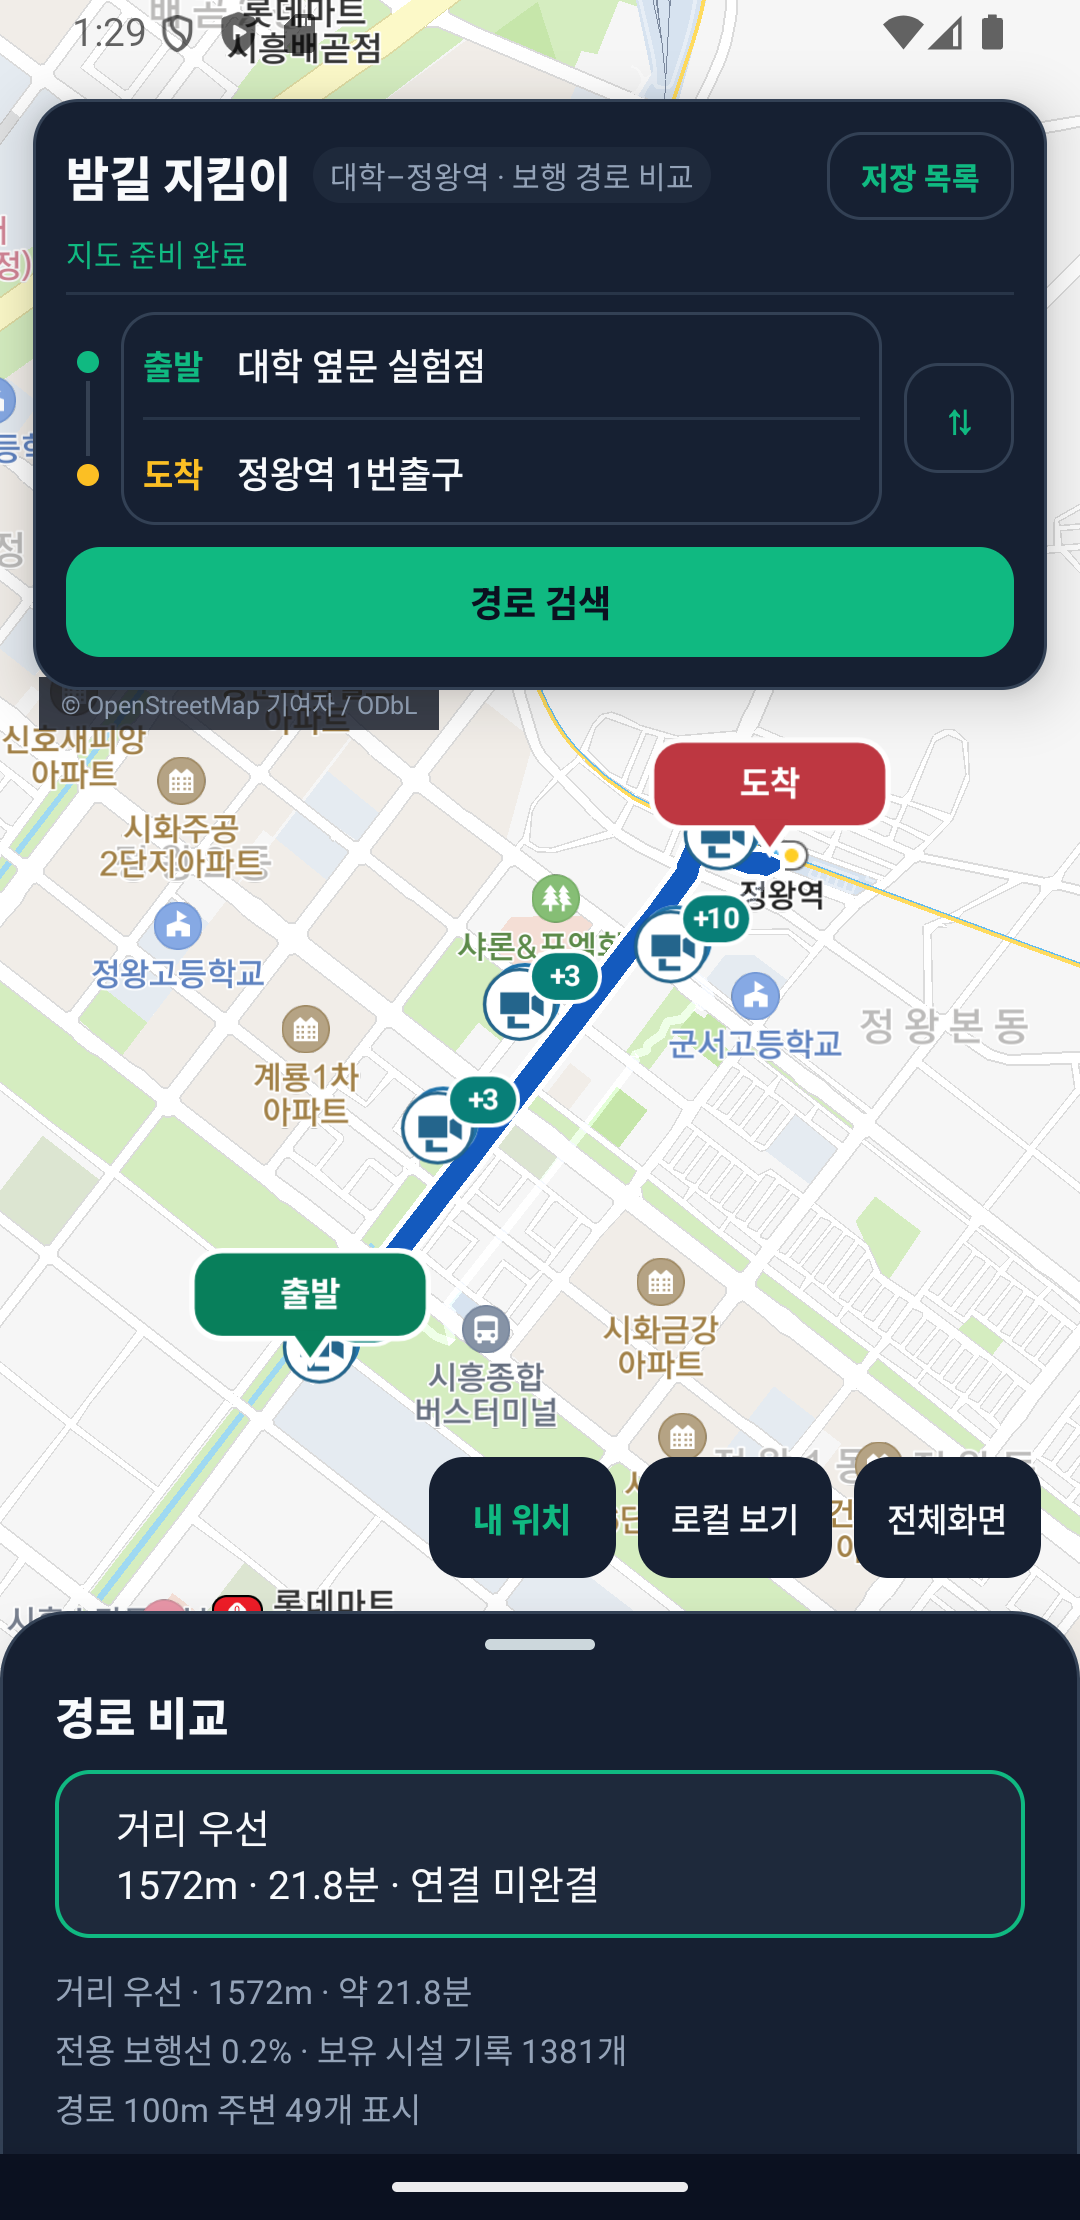 롯데마트
시흥배곧점
1:29
밤길 지킴이
대학–정왕역 · 보행 경로 비교
저장 목록
지도 준비 완료
출발 대학 옆문 실험점
도착 정왕역 1번출구
경로 검색
© OpenStreetMap 기여자 / ODbL
아파트
신호새피앙
아파트
시화주공
2단지아파트
도착
정왕역
+10
+3
정왕고등학교
군서고등학교
정왕본동
계룡1차
아파트
+3
출발
시화금강
아파트
시흥종합
버스터미널
내 위치
로컬 보기
전체화면
롯데마트
경로 비교
거리 우선
1572m · 21.8분 · 연결 미완결
거리 우선 · 1572m · 약 21.8분
전용 보행선 0.2% · 보유 시설 기록 1381개
경로 100m 주변 49개 표시